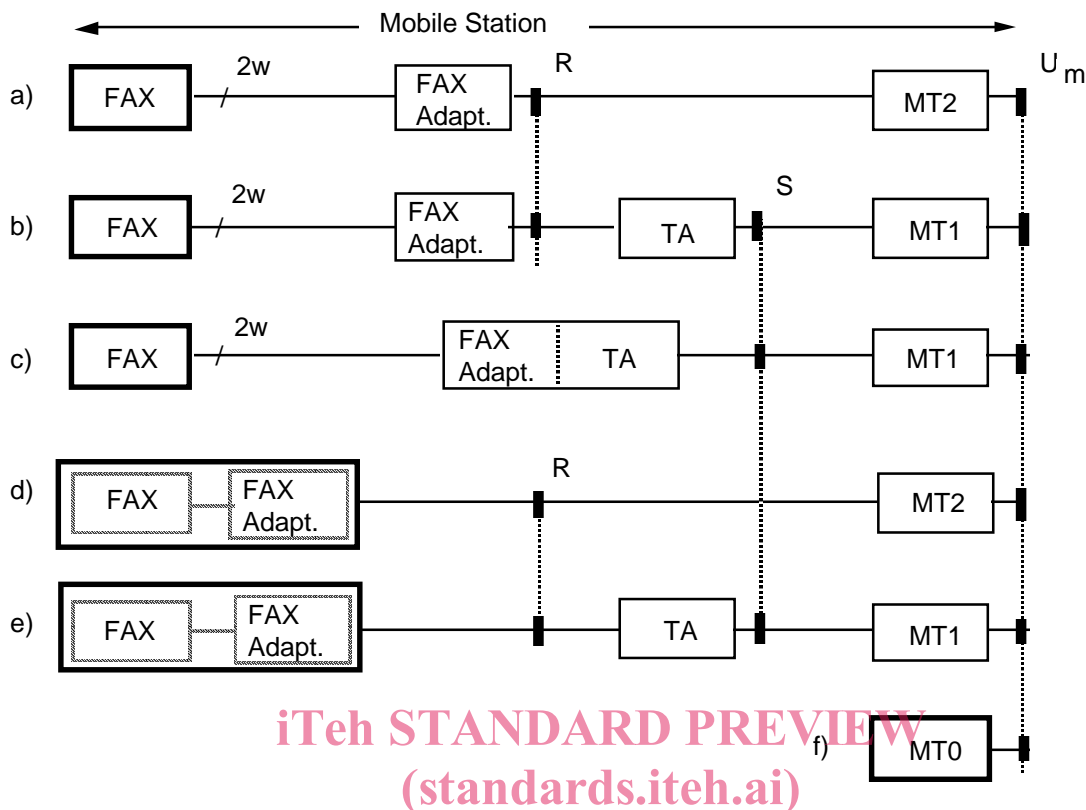 Mobile Station
R
U m
a)
FAX
2w
FAX
Adapt.
MT2
S
b)
FAX
2w
FAX
Adapt.
TA
MT1
c)
FAX
2w
FAX
Adapt.
TA
MT1
R
d)
FAX
FAX
Adapt.
MT2
e)
FAX
FAX
Adapt.
TA
MT1
iTeh STANDARD PREVIEW
f)
MT0
(standards.iteh.ai)